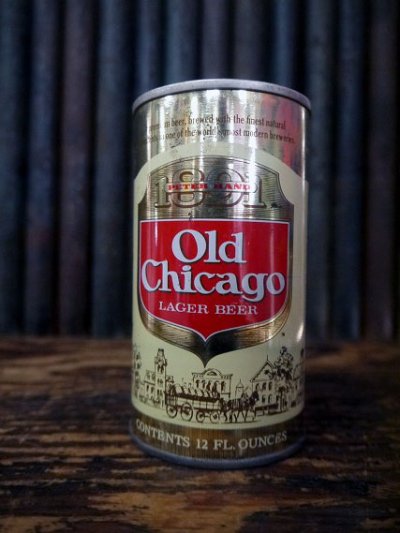 beer, brewed with the finest natural
in one of the world's most modern breweries
1891
PETER HAND
Old
Chicago
LAGER BEER
CONTENTS 12 FL. OUNCES